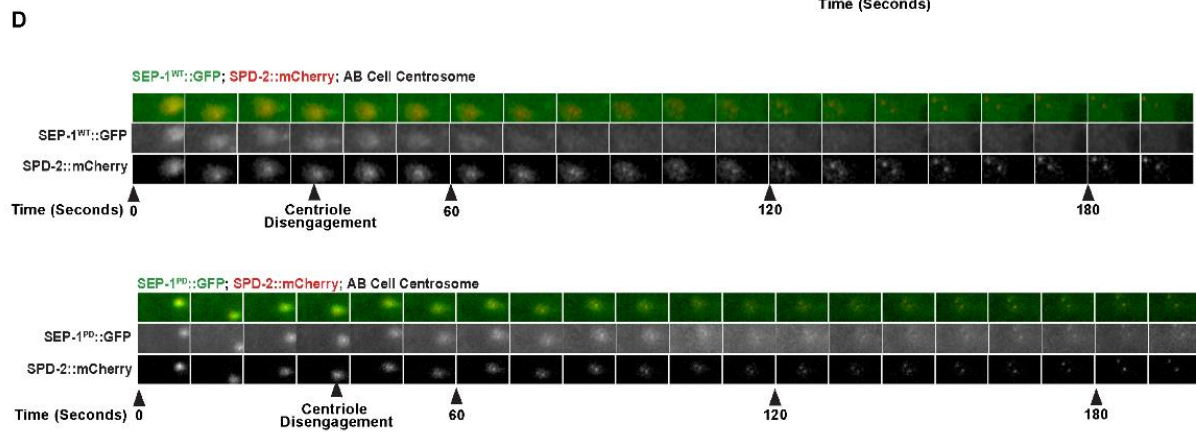 Time (Seconds)
D
SEP-1ᵂᵀ::GFP; SPD-2::mCherry; AB Cell Centrosome
SEP-1ᵂᵀ::GFP
SPD-2::mCherry
Time (Seconds) 0 Centriole Disengagement 60 120 180
SEP-1ᴾᴰ::GFP; SPD-2::mCherry; AB Cell Centrosome
SEP-1ᴾᴰ::GFP
SPD-2::mCherry
Time (Seconds) 0 Centriole Disengagement 60 120 180